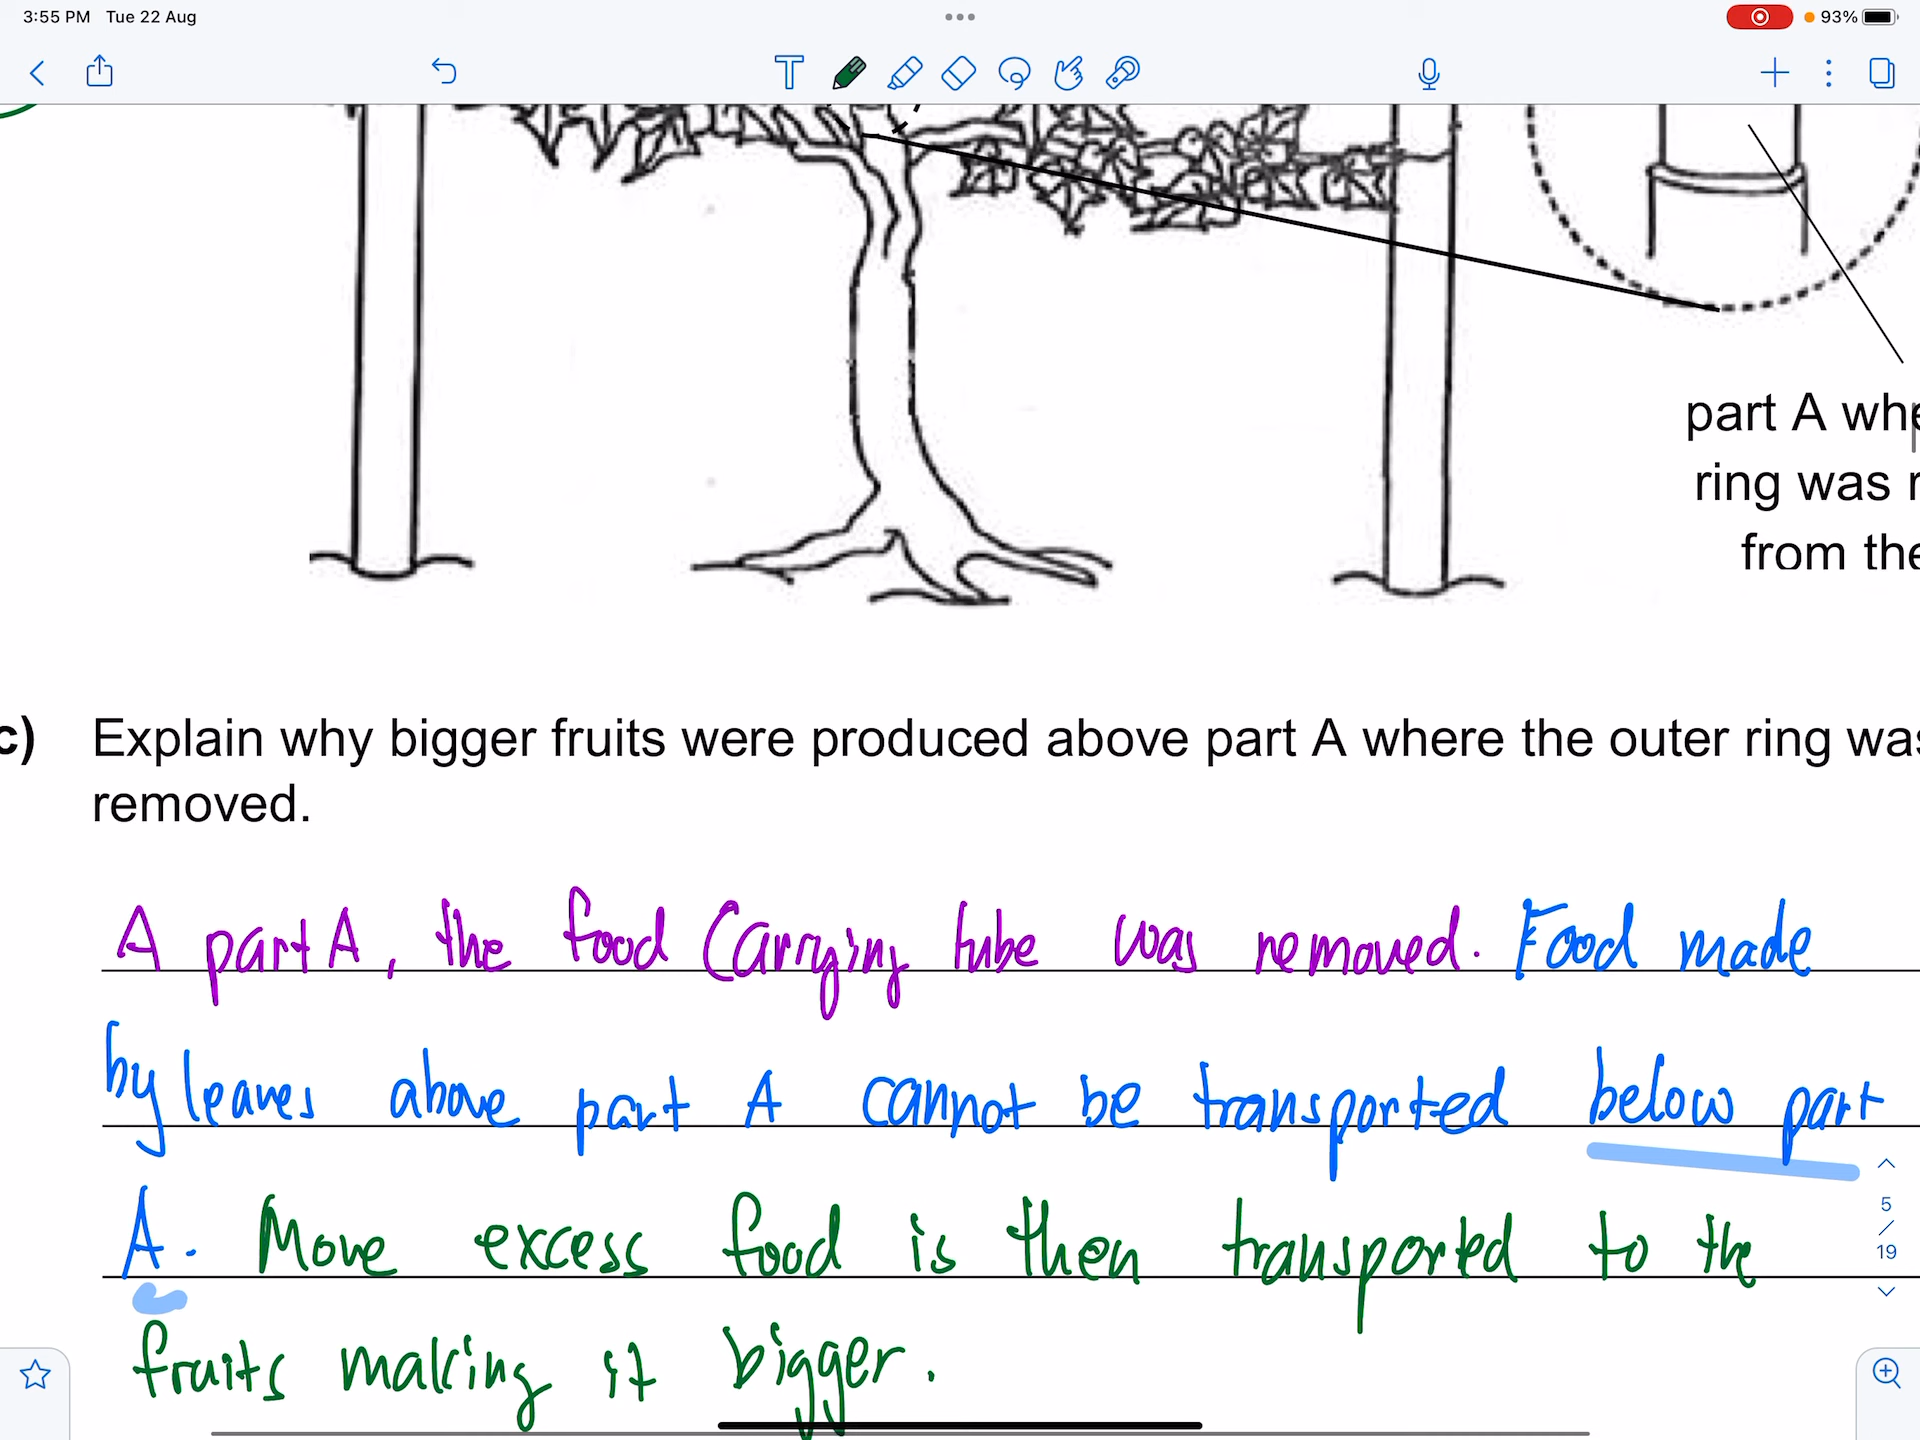 3:55 PM Tue 22 Aug
93%
part A whe
ring was r
from the
c) Explain why bigger fruits were produced above part A where the outer ring was
removed.
A part A, the food carrying tube was removed. Food made
by leaves above part A cannot be transported below part
A. More excess food is then transported to the
fruits making it bigger.
5
/
19